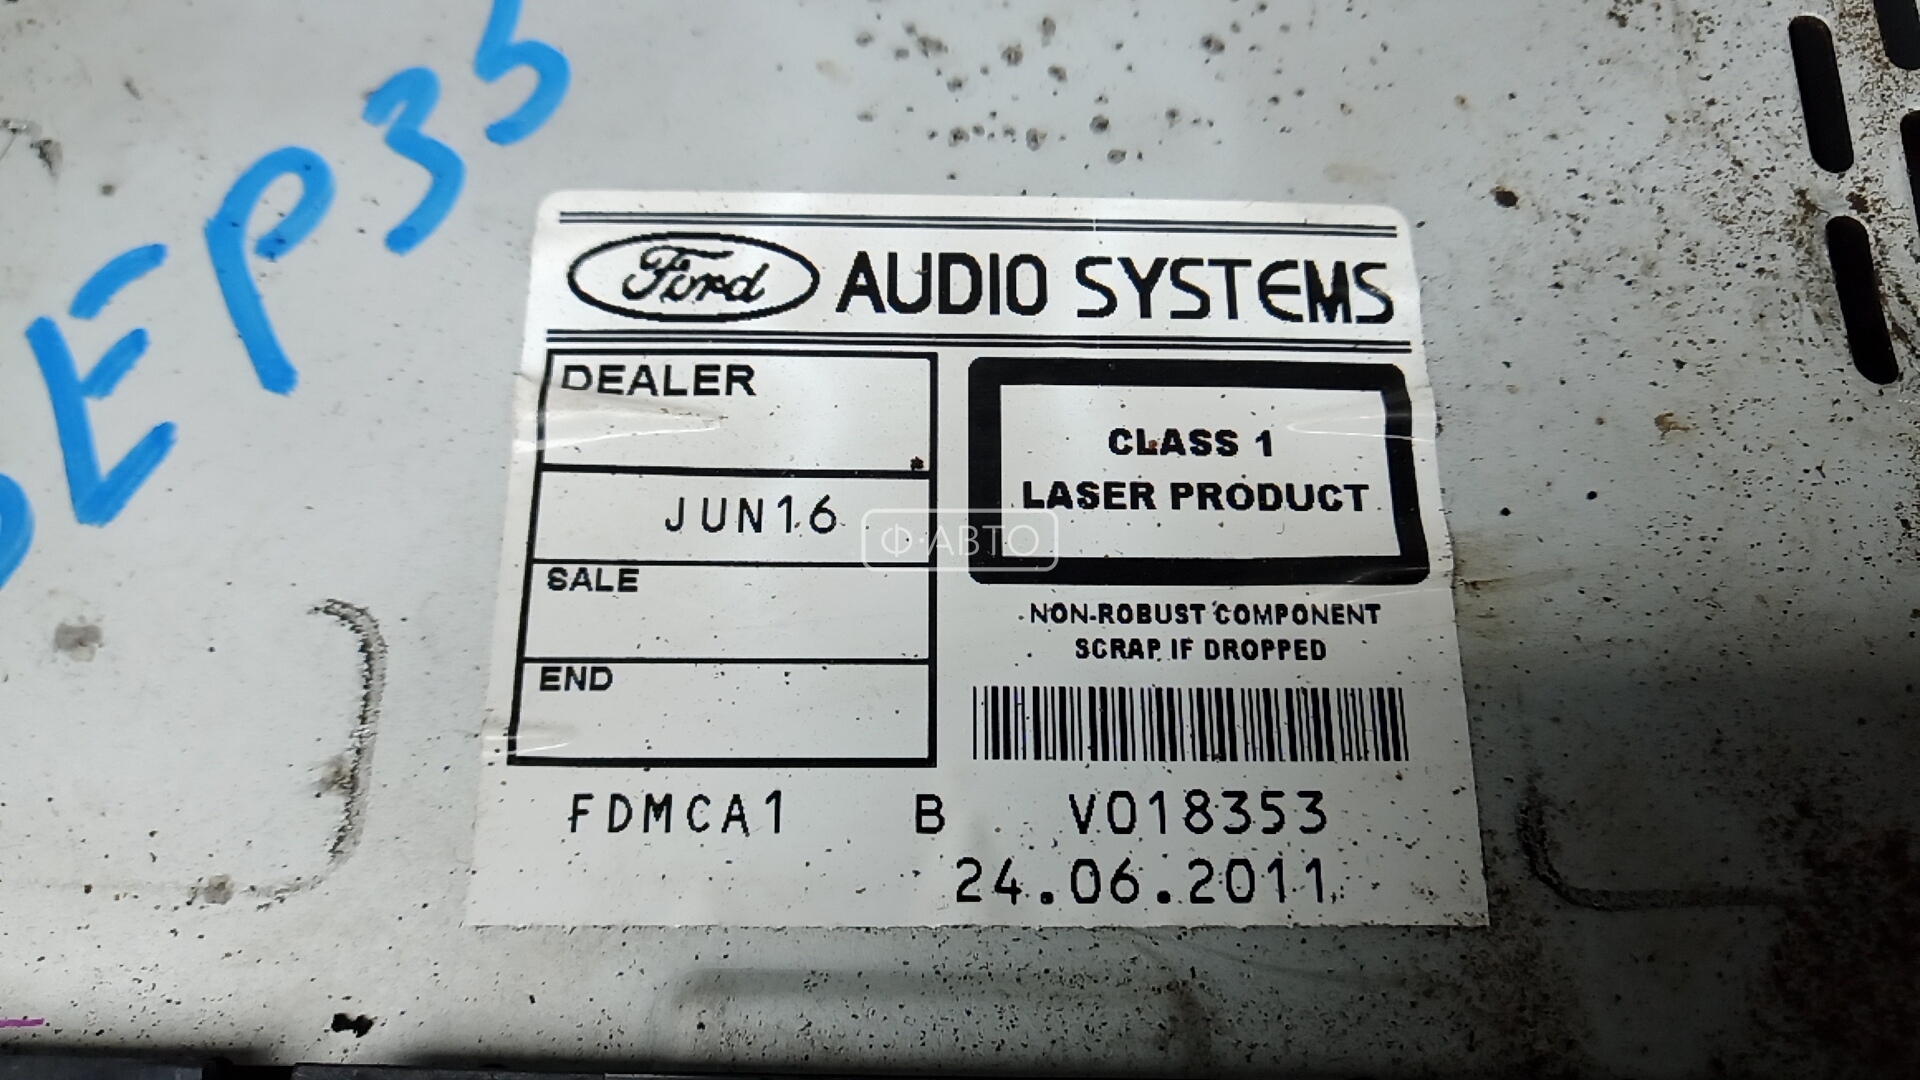 EP35
Ford AUDIO SYSTEMS
DEALER
JUN16
SALE
END
CLASS 1
LASER PRODUCT
Ф·АВТО
NON-ROBUST COMPONENT
SCRAP IF DROPPED
FDMCA1 B V018353
24.06.2011